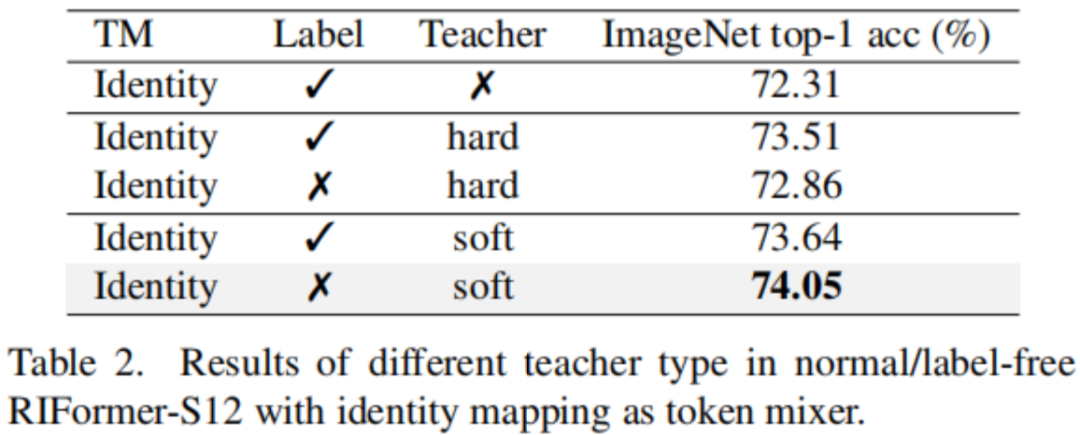 TM Label Teacher ImageNet top-1 acc (%)
Identity ✓ ✗ 72.31
Identity ✓ hard 73.51
Identity ✗ hard 72.86
Identity ✓ soft 73.64
Identity ✗ soft 74.05
Table 2. Results of different teacher type in normal/label-free
RIFormer-S12 with identity mapping as token mixer.